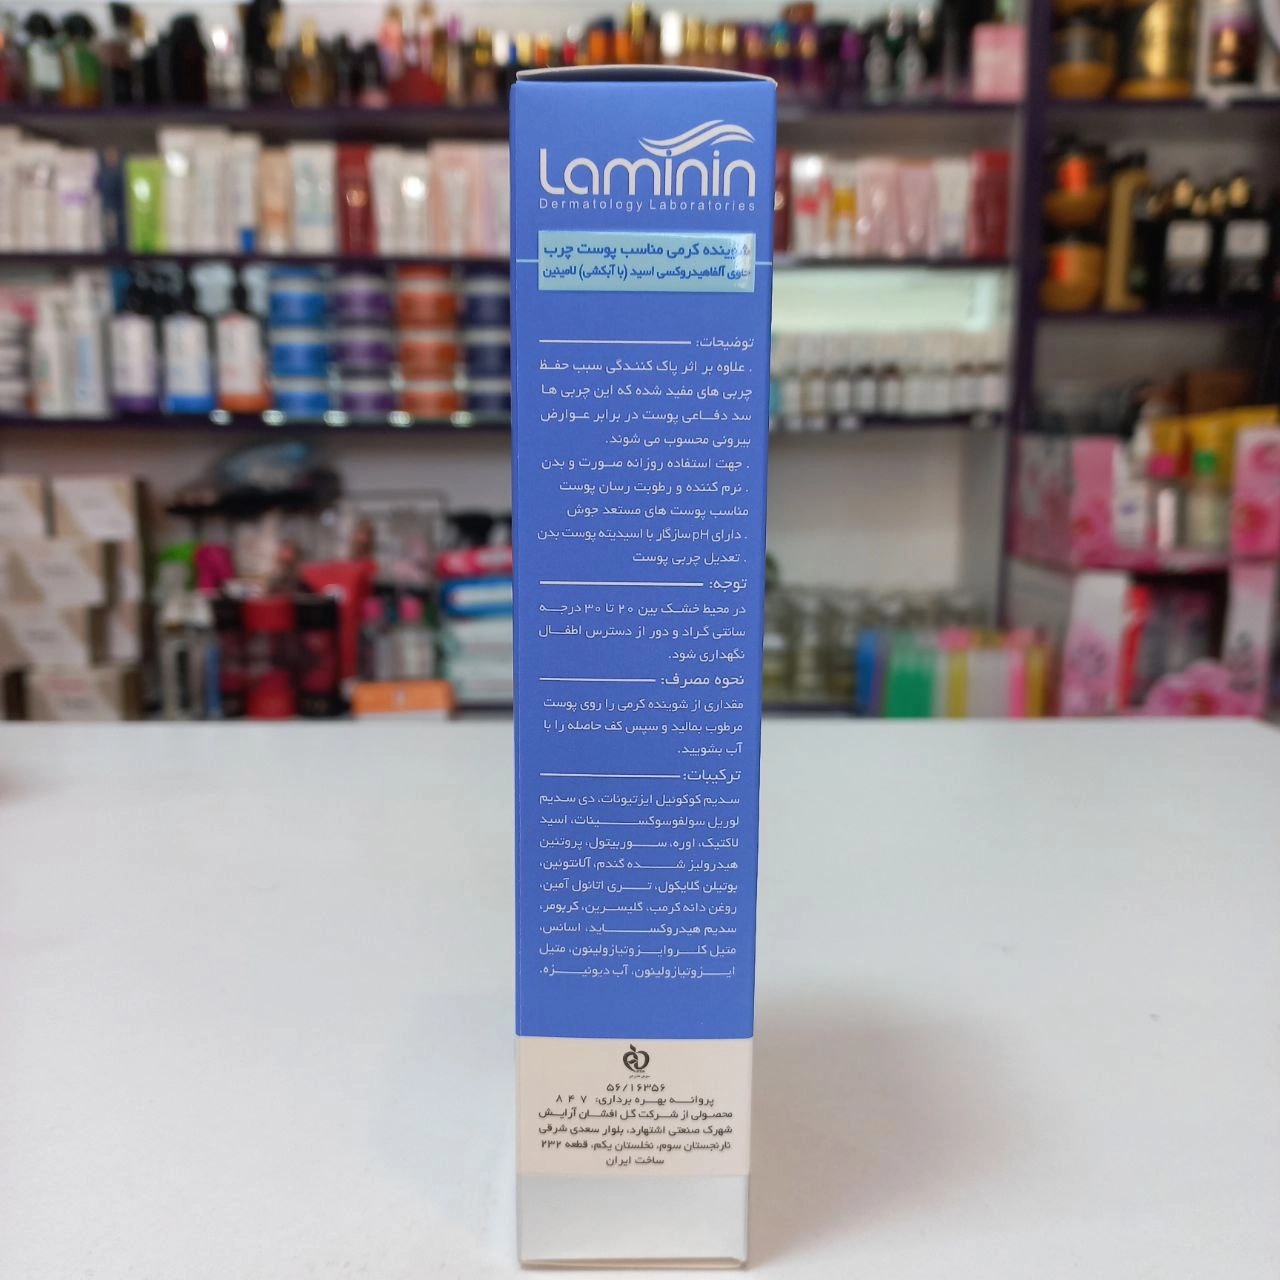 Laminin
Dermatology Laboratories
شوینده کرمی مناسب پوست چرب
حاوی آلفاهیدروکسی اسید (با آبکشی) لامینین
توضیحات:
. علاوه بر اثر پاک کنندگی سبب حفظ
چربی های مفید شده که این چربی ها
سد دفاعی پوست در برابر عوارض
بیرونی محسوب می شوند.
. جهت استفاده روزانه صورت و بدن
. نرم کننده و رطوبت رسان پوست
مناسب پوست های مستعد جوش
. دارای pH سازگار با اسیدیته پوست بدن
. تعدیل چربی پوست
توجه:
در محیط خشک بین ۲۰ تا ۳۰ درجه
سانتی گراد و دور از دسترس اطفال
نگهداری شود.
نحوه مصرف:
مقداری از شوینده کرمی را روی پوست
مرطوب بمالید و سپس کف حاصله را با
آب بشویید.
ترکیبات:
سدیم کوکوئیل ایزتیونات، دی سدیم
لوریل سولفوسوکسینات، اسید
لاکتیک، اوره، سوربیتول، پروتئین
هیدرولیز شده گندم، آلانتوئین،
بوتیلن گلایکول، تری اتانول آمین،
روغن دانه کرمب، گلیسرین، کربومر،
سدیم هیدروکساید، اسانس،
متیل کلروایزوتیازولینون، متیل
ایزوتیازولینون، آب دیونیزه.
۵۶/۱۶۳۵۶
پروانه بهره برداری: ۸۴۷
محصولی از شرکت گل افشان آرایش
شهرک صنعتی اشتهارد، بلوار سعدی شرقی
نارنجستان سوم، نخلستان یکم، قطعه ۲۳۲
ساخت ایران